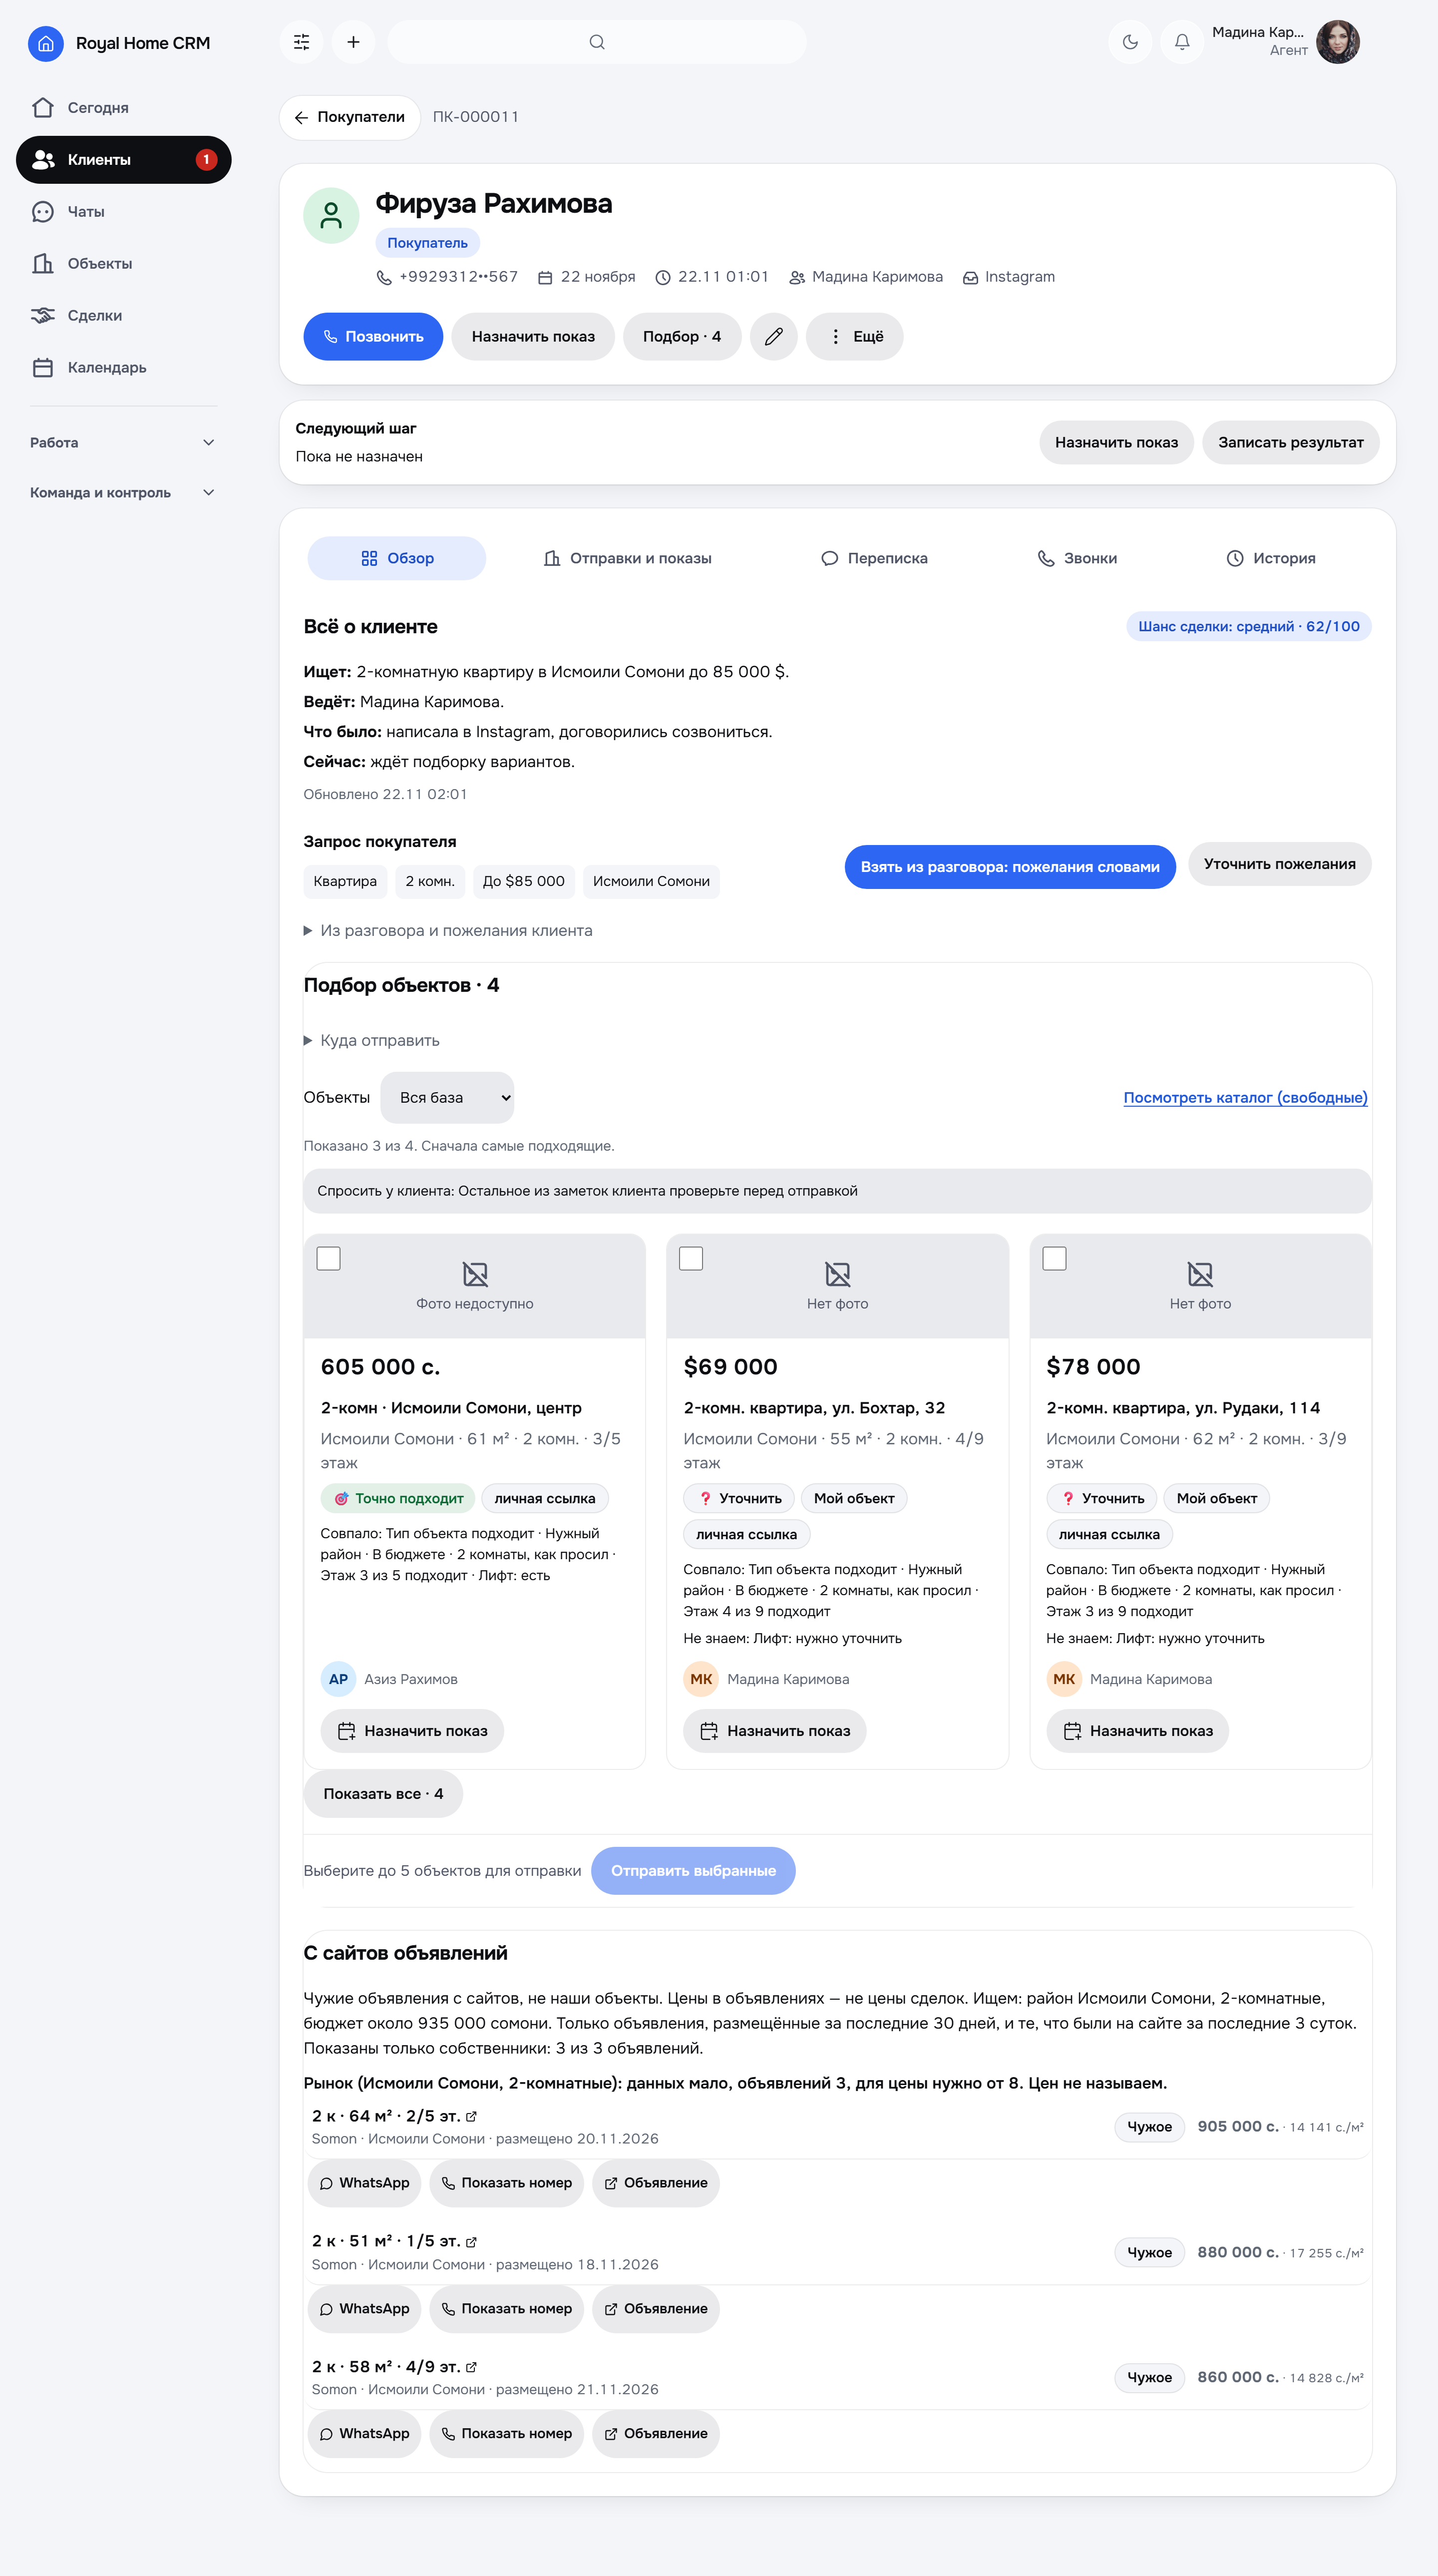 Royal Home CRM
Мадина Кар...
Агент
Сегодня
Клиенты
1
Чаты
Объекты
Сделки
Календарь
Работа
Команда и контроль
Покупатели
ПК-000011
Фируза Рахимова
Покупатель
+9929312••567
22 ноября
22.11 01:01
Мадина Каримова
Instagram
Позвонить
Назначить показ
Подбор · 4
Ещё
Следующий шаг
Пока не назначен
Назначить показ
Записать результат
Обзор
Отправки и показы
Переписка
Звонки
История
Всё о клиенте
Шанс сделки: средний · 62/100
Ищет: 2-комнатную квартиру в Исмоили Сомони до 85 000 $.
Ведёт: Мадина Каримова.
Что было: написала в Instagram, договорились созвониться.
Сейчас: ждёт подборку вариантов.
Обновлено 22.11 02:01
Запрос покупателя
Квартира
2 комн.
До $85 000
Исмоили Сомони
Взять из разговора: пожелания словами
Уточнить пожелания
Из разговора и пожелания клиента
Подбор объектов · 4
Куда отправить
Объекты
Вся база
Посмотреть каталог (свободные)
Показано 3 из 4. Сначала самые подходящие.
Спросить у клиента: Остальное из заметок клиента проверьте перед отправкой
Фото недоступно
605 000 с.
2-комн · Исмоили Сомони, центр
Исмоили Сомони · 61 м² · 2 комн. · 3/5
этаж
🎯 Точно подходит
личная ссылка
Совпало: Тип объекта подходит · Нужный
район · В бюджете · 2 комнаты, как просил ·
Этаж 3 из 5 подходит · Лифт: есть
АР
Азиз Рахимов
Назначить показ
Нет фото
$69 000
2-комн. квартира, ул. Бохтар, 32
Исмоили Сомони · 55 м² · 2 комн. · 4/9
этаж
❓ Уточнить
Мой объект
личная ссылка
Совпало: Тип объекта подходит · Нужный
район · В бюджете · 2 комнаты, как просил ·
Этаж 4 из 9 подходит
Не знаем: Лифт: нужно уточнить
МК
Мадина Каримова
Назначить показ
Нет фото
$78 000
2-комн. квартира, ул. Рудаки, 114
Исмоили Сомони · 62 м² · 2 комн. · 3/9
этаж
❓ Уточнить
Мой объект
личная ссылка
Совпало: Тип объекта подходит · Нужный
район · В бюджете · 2 комнаты, как просил ·
Этаж 3 из 9 подходит
Не знаем: Лифт: нужно уточнить
МК
Мадина Каримова
Назначить показ
Показать все · 4
Выберите до 5 объектов для отправки
Отправить выбранные
С сайтов объявлений
Чужие объявления с сайтов, не наши объекты. Цены в объявлениях — не цены сделок. Ищем: район Исмоили Сомони, 2-комнатные,
бюджет около 935 000 сомони. Только объявления, размещённые за последние 30 дней, и те, что были на сайте за последние 3 суток.
Показаны только собственники: 3 из 3 объявлений.
Рынок (Исмоили Сомони, 2-комнатные): данных мало, объявлений 3, для цены нужно от 8. Цен не называем.
2 к · 64 м² · 2/5 эт.
Somon · Исмоили Сомони · размещено 20.11.2026
Чужое
905 000 с. · 14 141 с./м²
WhatsApp
Показать номер
Объявление
2 к · 51 м² · 1/5 эт.
Somon · Исмоили Сомони · размещено 18.11.2026
Чужое
880 000 с. · 17 255 с./м²
WhatsApp
Показать номер
Объявление
2 к · 58 м² · 4/9 эт.
Somon · Исмоили Сомони · размещено 21.11.2026
Чужое
860 000 с. · 14 828 с./м²
WhatsApp
Показать номер
Объявление